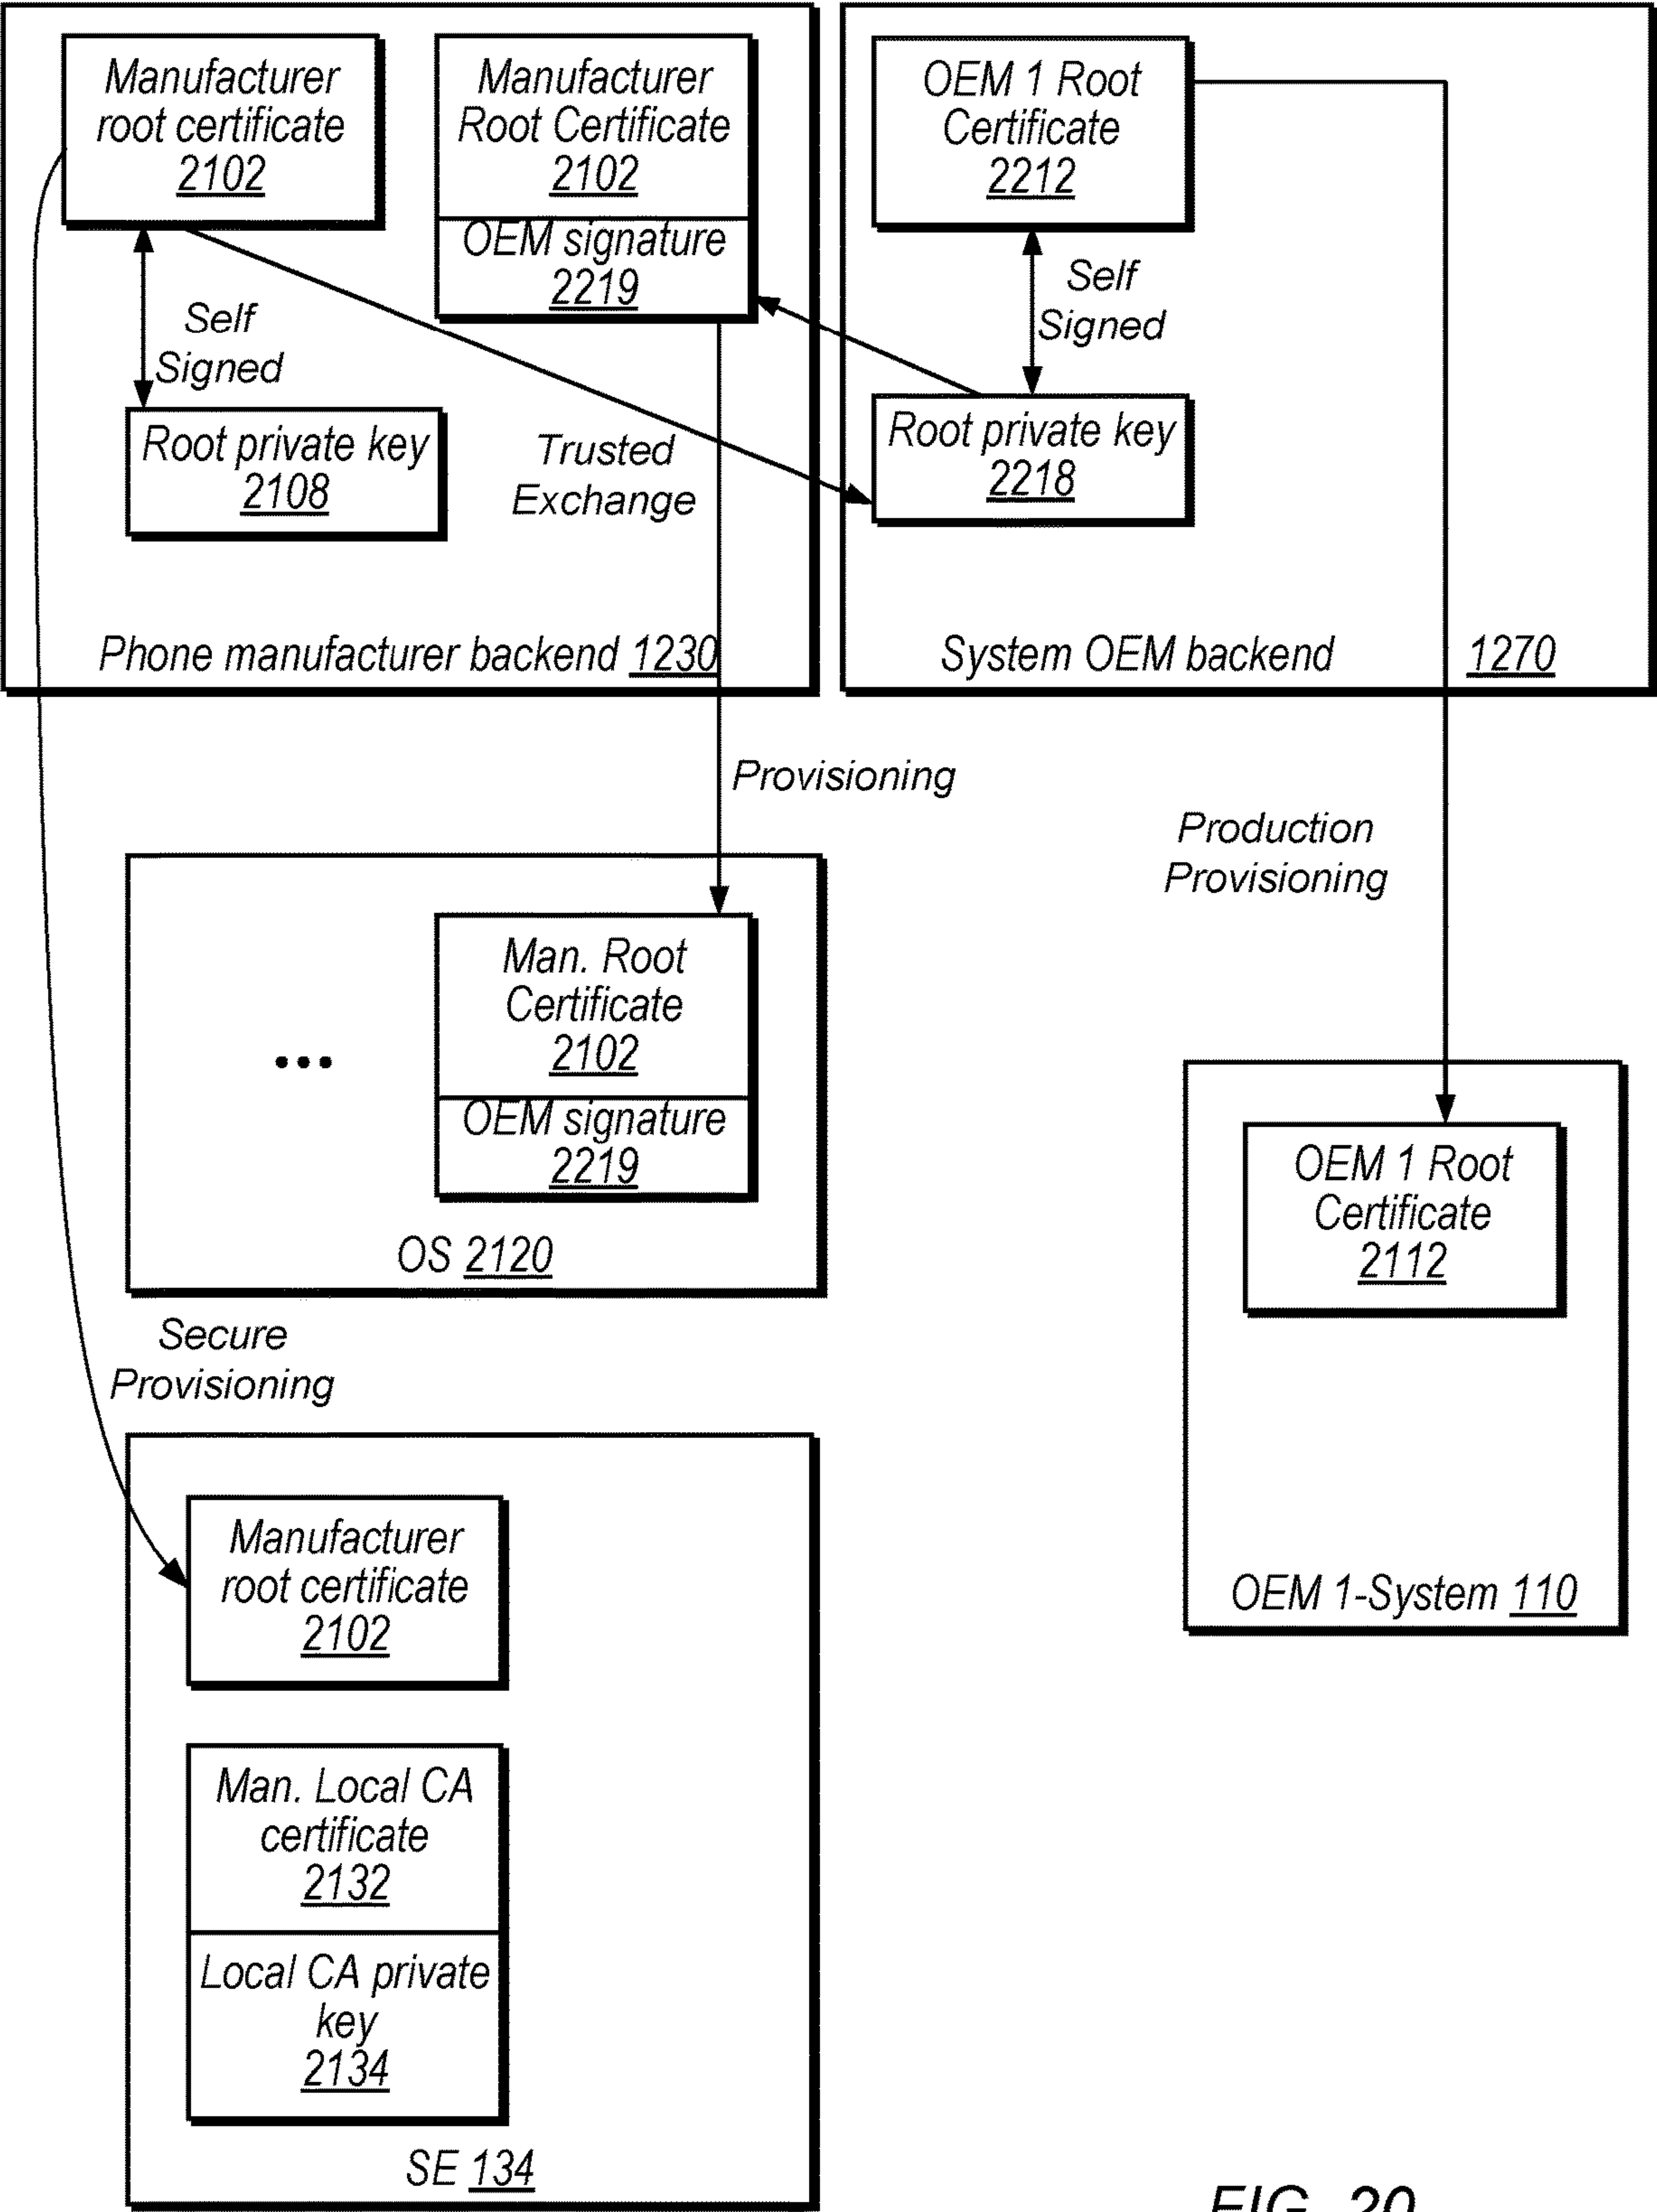 Manufacturer
root certificate
2102
Manufacturer
Root Certificate
2102
OEM signature
2219
OEM 1 Root
Certificate
2212
Self
Signed
Self
Signed
Root private key
2108
Trusted
Exchange
Root private key
2218
Phone manufacturer backend 1230
System OEM backend 1270
Provisioning
Production
Provisioning
Man. Root
Certificate
2102
OEM signature
2219
...
OS 2120
OEM 1 Root
Certificate
2112
OEM 1-System 110
Secure
Provisioning
Manufacturer
root certificate
2102
Man. Local CA
certificate
2132
Local CA private
key
2134
SE 134
FIG. 20